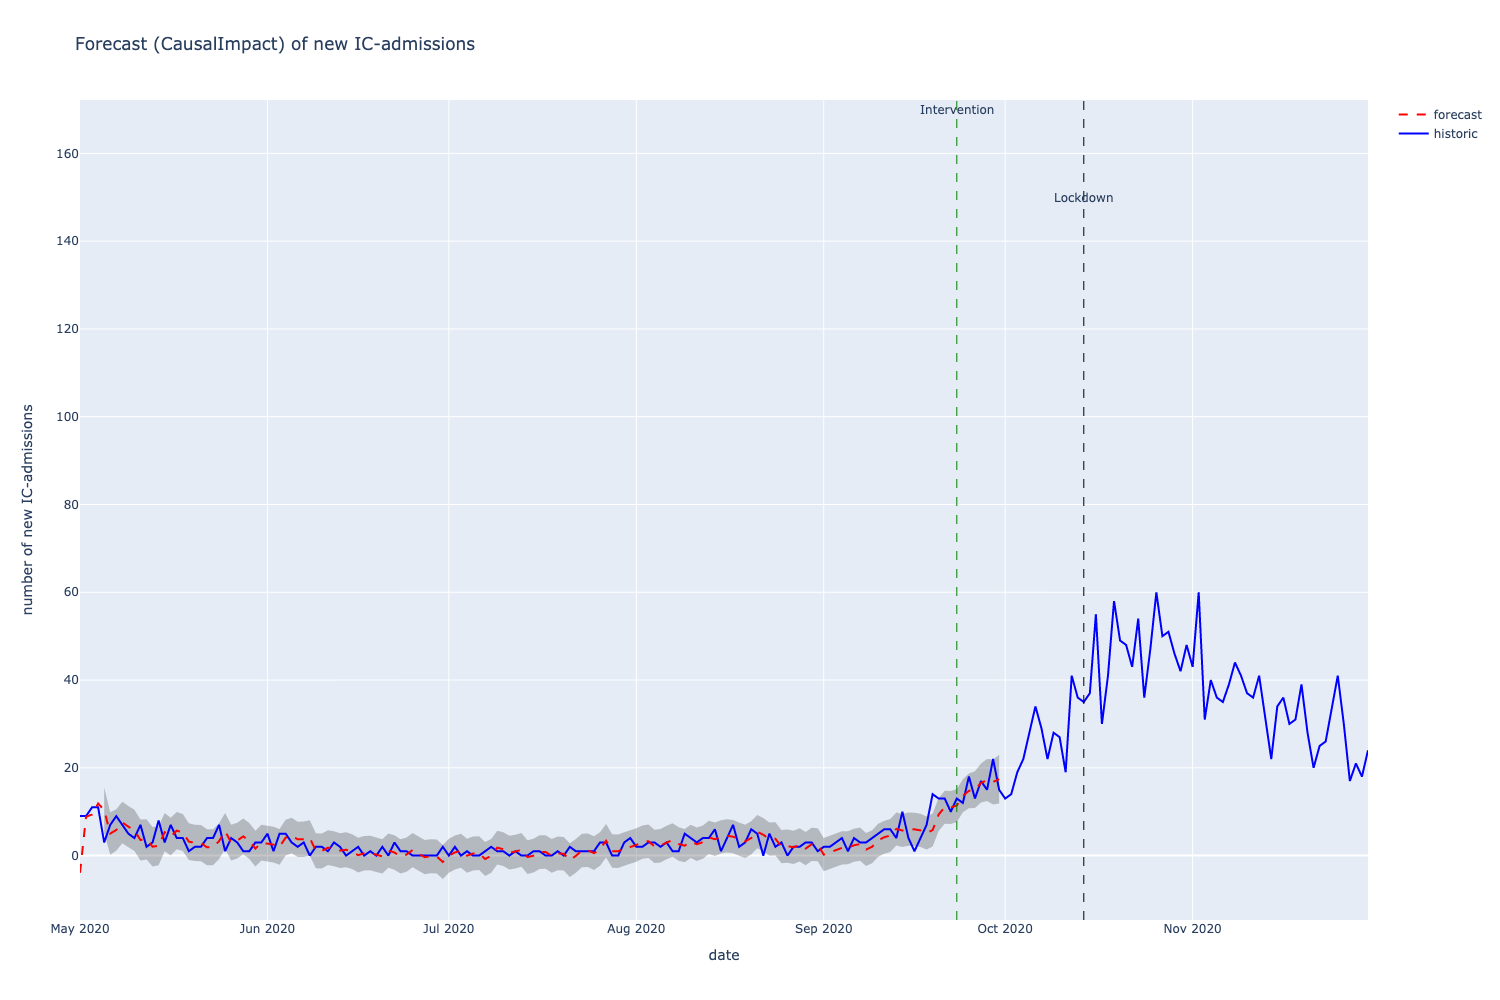 Forecast (CausalImpact) of new IC-admissions
Intervention
Lockdown
forecast
historic
number of new IC-admissions
160
140
120
100
80
60
40
20
0
May 2020
Jun 2020
Jul 2020
Aug 2020
Sep 2020
Oct 2020
Nov 2020
date